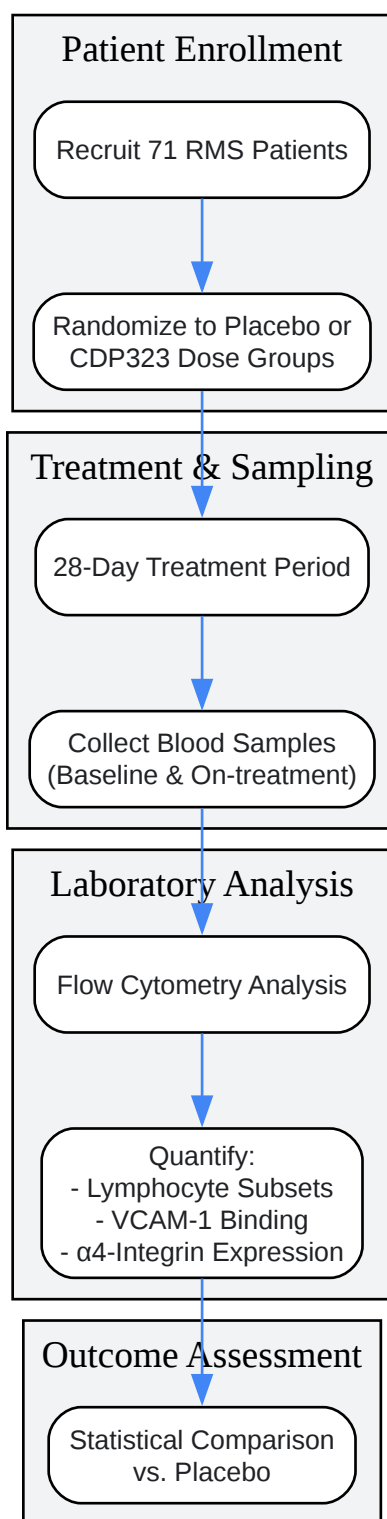 Patient Enrollment
Recruit 71 RMS Patients
Randomize to Placebo or
CDP323 Dose Groups
Treatment & Sampling
28-Day Treatment Period
Collect Blood Samples
(Baseline & On-treatment)
Laboratory Analysis
Flow Cytometry Analysis
Quantify:
- Lymphocyte Subsets
- VCAM-1 Binding
- α4-Integrin Expression
Outcome Assessment
Statistical Comparison
vs. Placebo